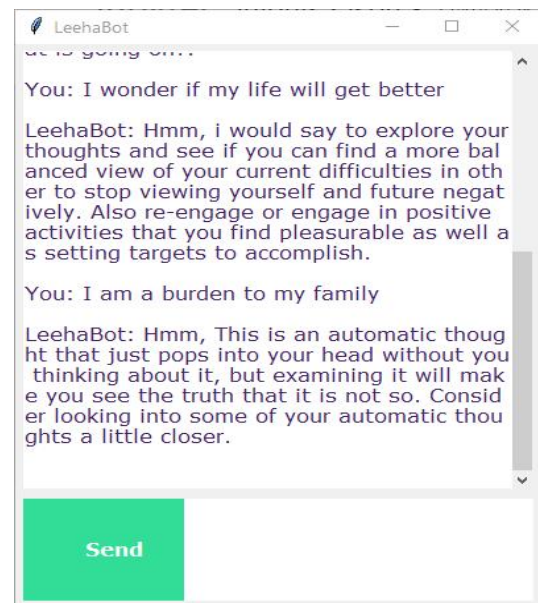 LeehaBot
You: I wonder if my life will get better
LeehaBot: Hmm, i would say to explore your
thoughts and see if you can find a more bal
anced view of your current difficulties in oth
er to stop viewing yourself and future negat
ively. Also re-engage or engage in positive
activities that you find pleasurable as well a
s setting targets to accomplish.
You: I am a burden to my family
LeehaBot: Hmm, This is an automatic thoug
ht that just pops into your head without you
thinking about it, but examining it will mak
e you see the truth that it is not so. Consid
er looking into some of your automatic thou
ghts a little closer.
Send